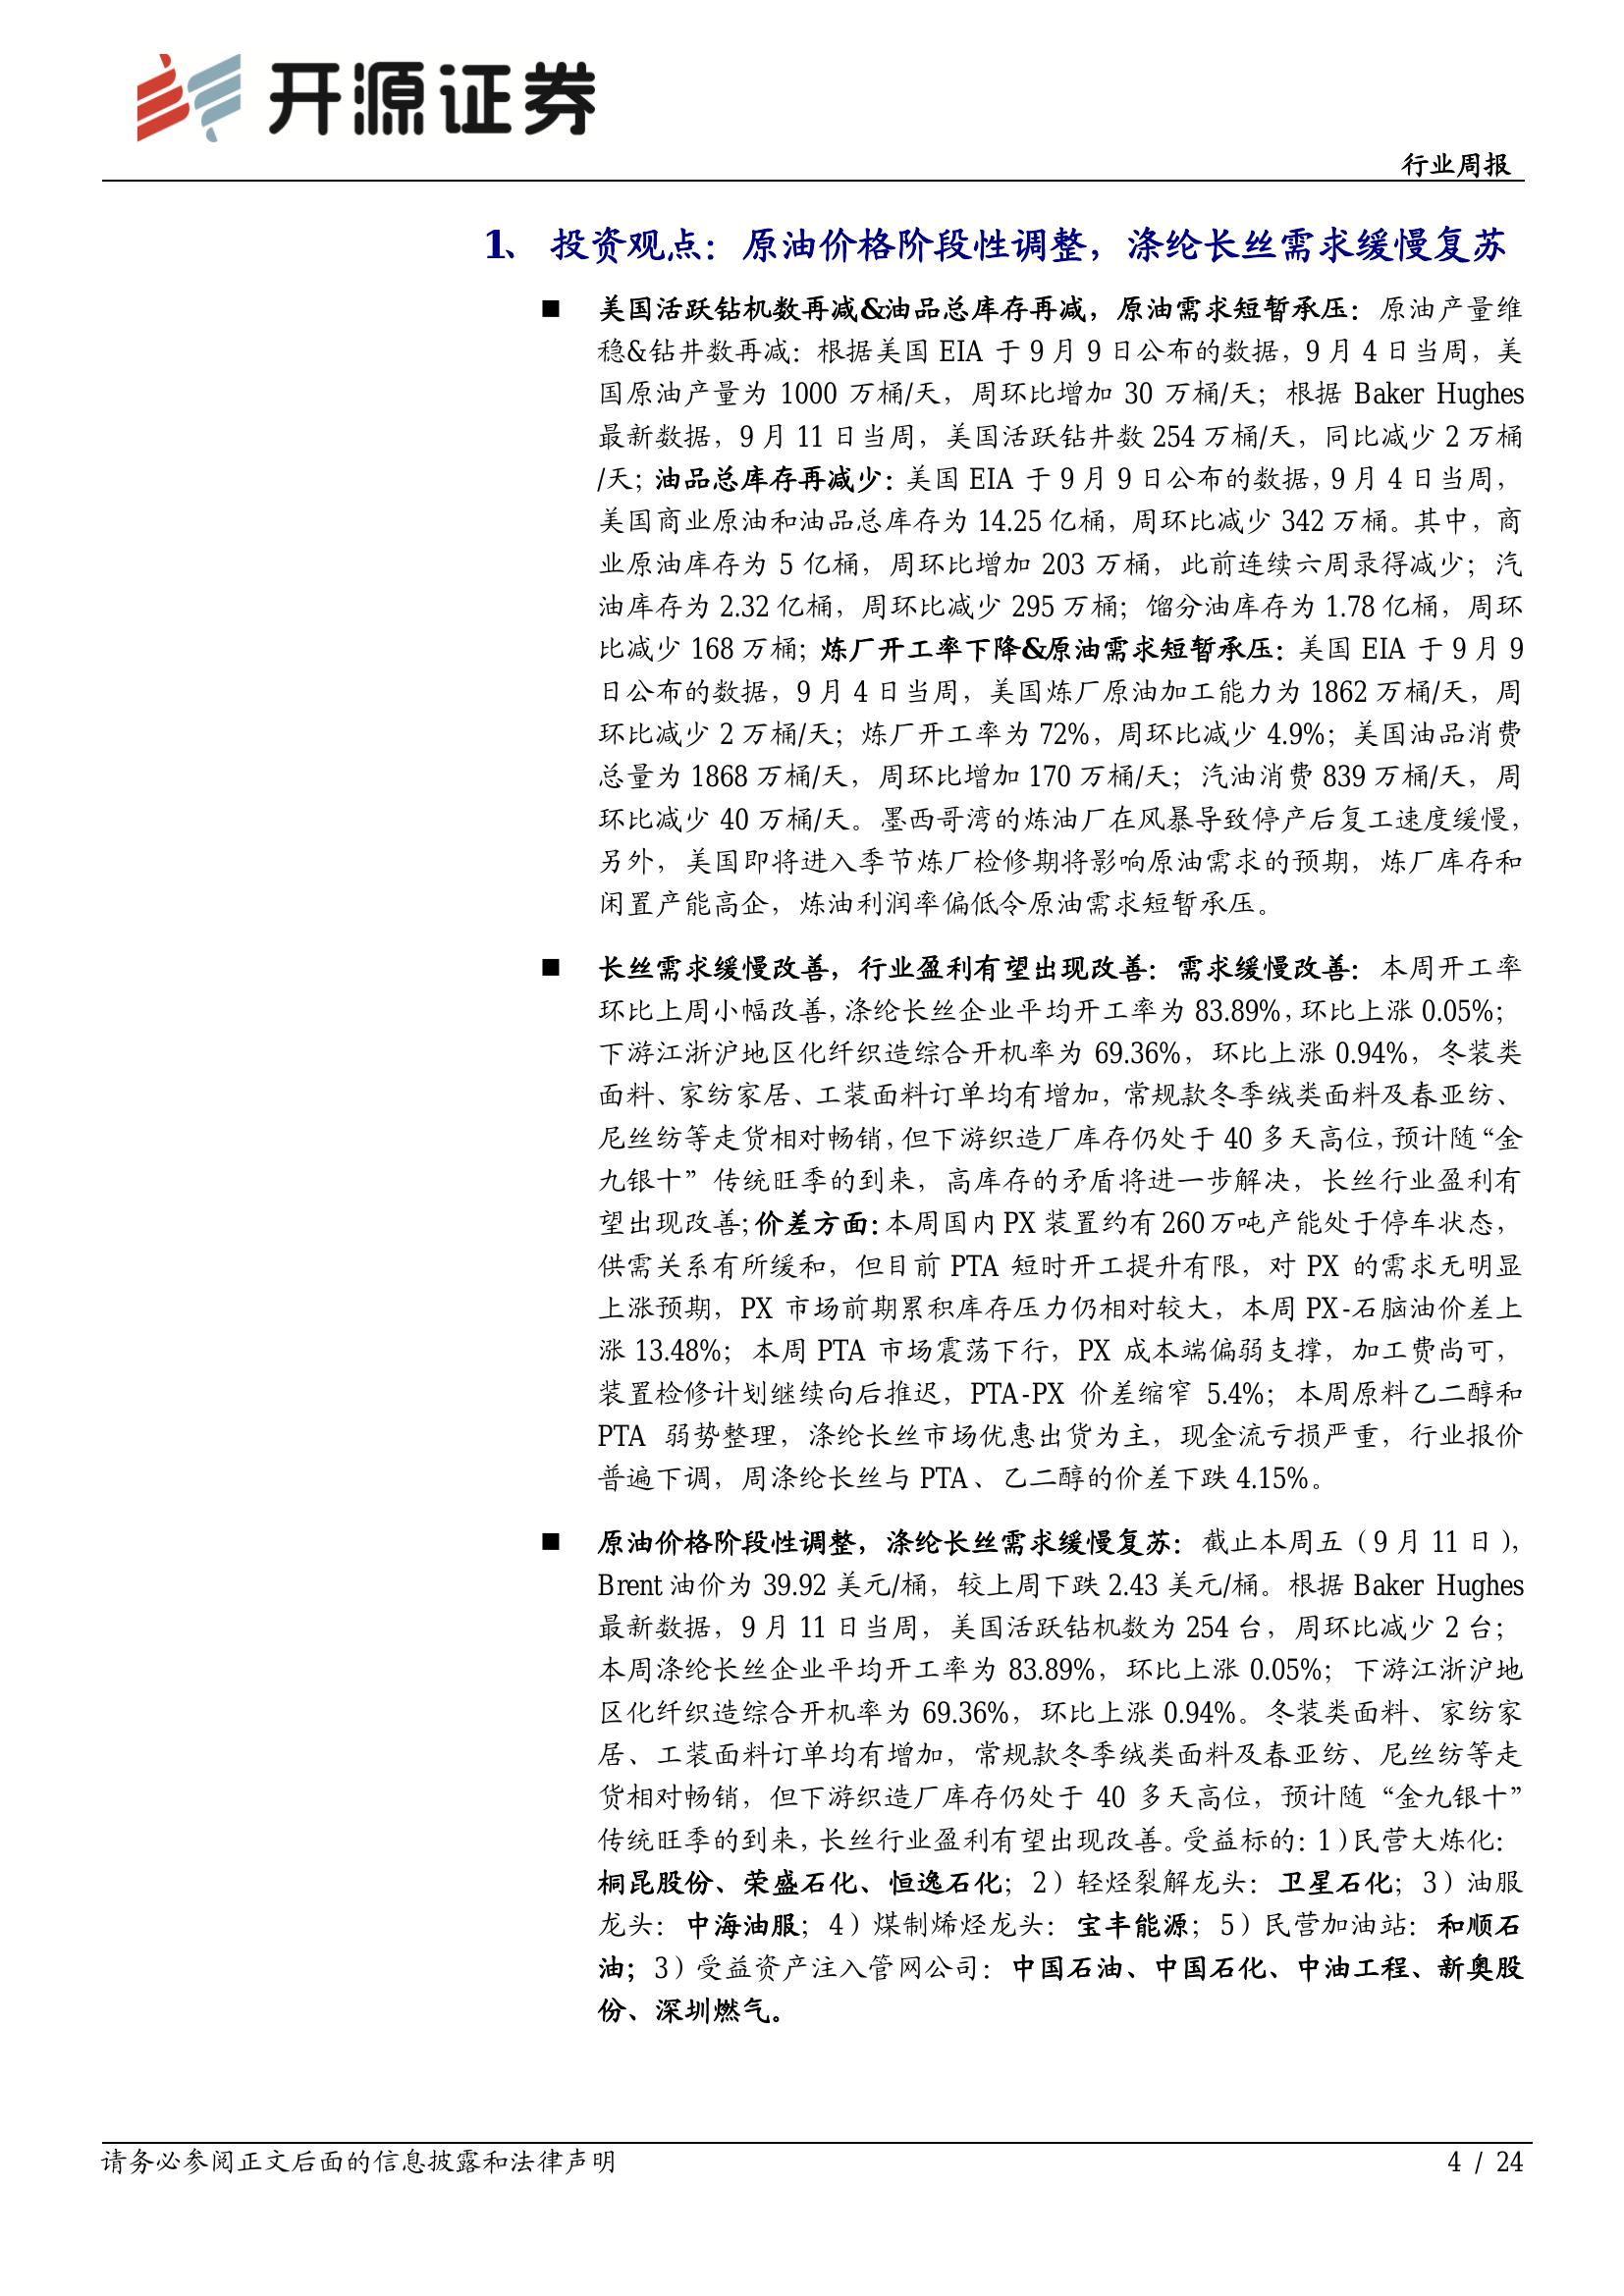 开源证券
行业周报
1、 投资观点：原油价格阶段性调整，涤纶长丝需求缓慢复苏
■ 美国活跃钻机数再减&油品总库存再减，原油需求短暂承压：原油产量维
稳&钻井数再减：根据美国 EIA 于 9 月 9 日公布的数据，9 月 4 日当周，美
国原油产量为 1000 万桶/天，周环比增加 30 万桶/天；根据 Baker Hughes
最新数据，9 月 11 日当周，美国活跃钻井数 254 万桶/天，同比减少 2 万桶
/天；油品总库存再减少：美国 EIA 于 9 月 9 日公布的数据，9 月 4 日当周，
美国商业原油和油品总库存为 14.25 亿桶，周环比减少 342 万桶。其中，商
业原油库存为 5 亿桶，周环比增加 203 万桶，此前连续六周录得减少；汽
油库存为 2.32 亿桶，周环比减少 295 万桶；馏分油库存为 1.78 亿桶，周环
比减少 168 万桶；炼厂开工率下降&原油需求短暂承压：美国 EIA 于 9 月 9
日公布的数据，9 月 4 日当周，美国炼厂原油加工能力为 1862 万桶/天，周
环比减少 2 万桶/天；炼厂开工率为 72%，周环比减少 4.9%；美国油品消费
总量为 1868 万桶/天，周环比增加 170 万桶/天；汽油消费 839 万桶/天，周
环比减少 40 万桶/天。墨西哥湾的炼油厂在风暴导致停产后复工速度缓慢，
另外，美国即将进入季节炼厂检修期将影响原油需求的预期，炼厂库存和
闲置产能高企，炼油利润率偏低令原油需求短暂承压。
■ 长丝需求缓慢改善，行业盈利有望出现改善：需求缓慢改善：本周开工率
环比上周小幅改善，涤纶长丝企业平均开工率为 83.89%，环比上涨 0.05%；
下游江浙沪地区化纤织造综合开机率为 69.36%，环比上涨 0.94%，冬装类
面料、家纺家居、工装面料订单均有增加，常规款冬季绒类面料及春亚纺、
尼丝纺等走货相对畅销，但下游织造厂库存仍处于 40 多天高位，预计随“金
九银十”传统旺季的到来，高库存的矛盾将进一步解决，长丝行业盈利有
望出现改善；价差方面：本周国内 PX 装置约有 260 万吨产能处于停车状态，
供需关系有所缓和，但目前 PTA 短时开工提升有限，对 PX 的需求无明显
上涨预期，PX 市场前期累积库存压力仍相对较大，本周 PX-石脑油价差上
涨 13.48%；本周 PTA 市场震荡下行，PX 成本端偏弱支撑，加工费尚可，
装置检修计划继续向后推迟，PTA-PX 价差缩窄 5.4%；本周原料乙二醇和
PTA 弱势整理，涤纶长丝市场优惠出货为主，现金流亏损严重，行业报价
普遍下调，周涤纶长丝与 PTA、乙二醇的价差下跌 4.15%。
■ 原油价格阶段性调整，涤纶长丝需求缓慢复苏：截止本周五（9 月 11 日），
Brent 油价为 39.92 美元/桶，较上周下跌 2.43 美元/桶。根据 Baker Hughes
最新数据，9 月 11 日当周，美国活跃钻机数为 254 台，周环比减少 2 台；
本周涤纶长丝企业平均开工率为 83.89%，环比上涨 0.05%；下游江浙沪地
区化纤织造综合开机率为 69.36%，环比上涨 0.94%。冬装类面料、家纺家
居、工装面料订单均有增加，常规款冬季绒类面料及春亚纺、尼丝纺等走
货相对畅销，但下游织造厂库存仍处于 40 多天高位，预计随“金九银十”
传统旺季的到来，长丝行业盈利有望出现改善。受益标的：1）民营大炼化：
桐昆股份、荣盛石化、恒逸石化；2）轻烃裂解龙头：卫星石化；3）油服
龙头：中海油服；4）煤制烯烃龙头：宝丰能源；5）民营加油站：和顺石
油；3）受益资产注入管网公司：中国石油、中国石化、中油工程、新奥股
份、深圳燃气。
请务必参阅正文后面的信息披露和法律声明
4 / 24